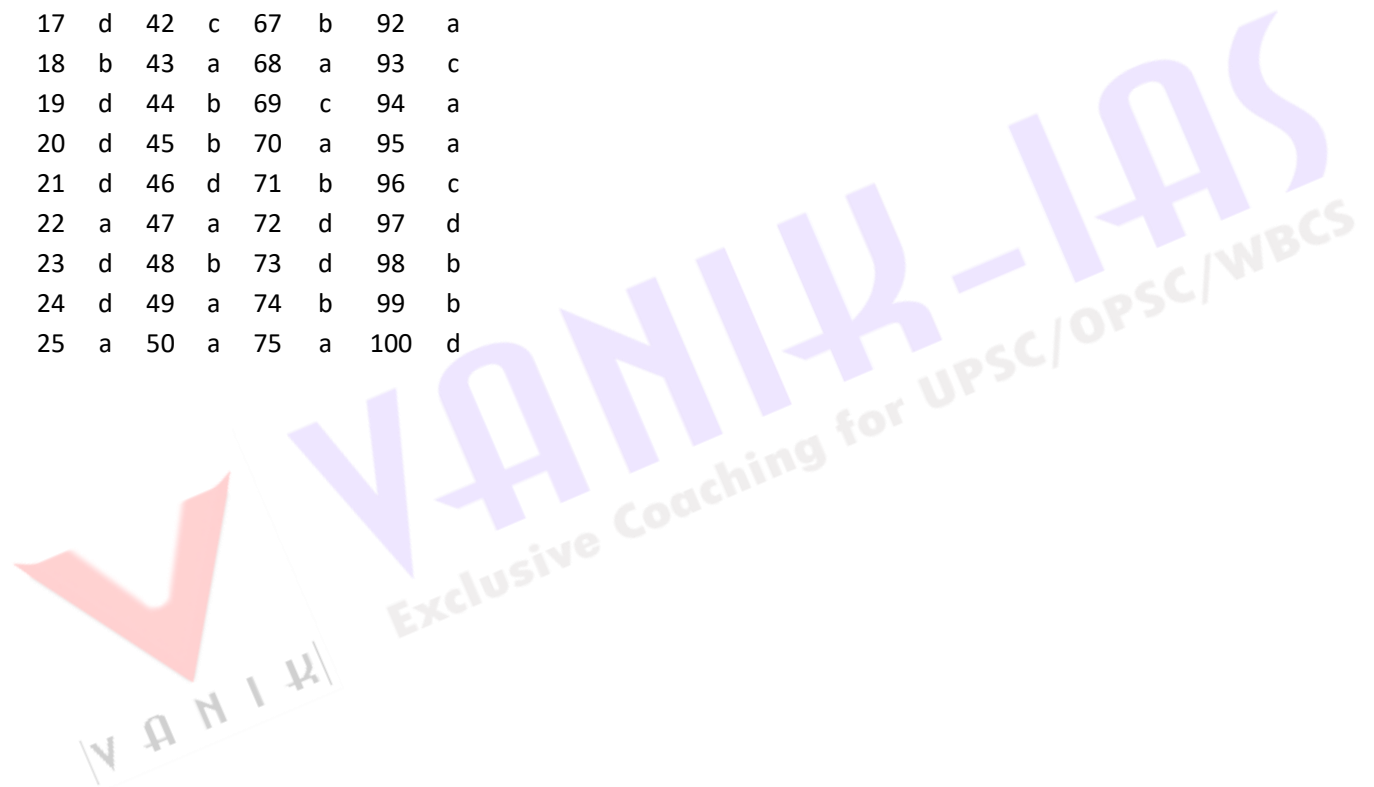 17 d 42 c 67 b 92 a
18 b 43 a 68 a 93 c
19 d 44 b 69 c 94 a
20 d 45 b 70 a 95 a
21 d 46 d 71 b 96 c
22 a 47 a 72 d 97 d
23 d 48 b 73 d 98 b
24 d 49 a 74 b 99 b
25 a 50 a 75 a 100 d
VANIK-IAS
Exclusive Coaching for UPSC/OPSC/WBCS
VANIK